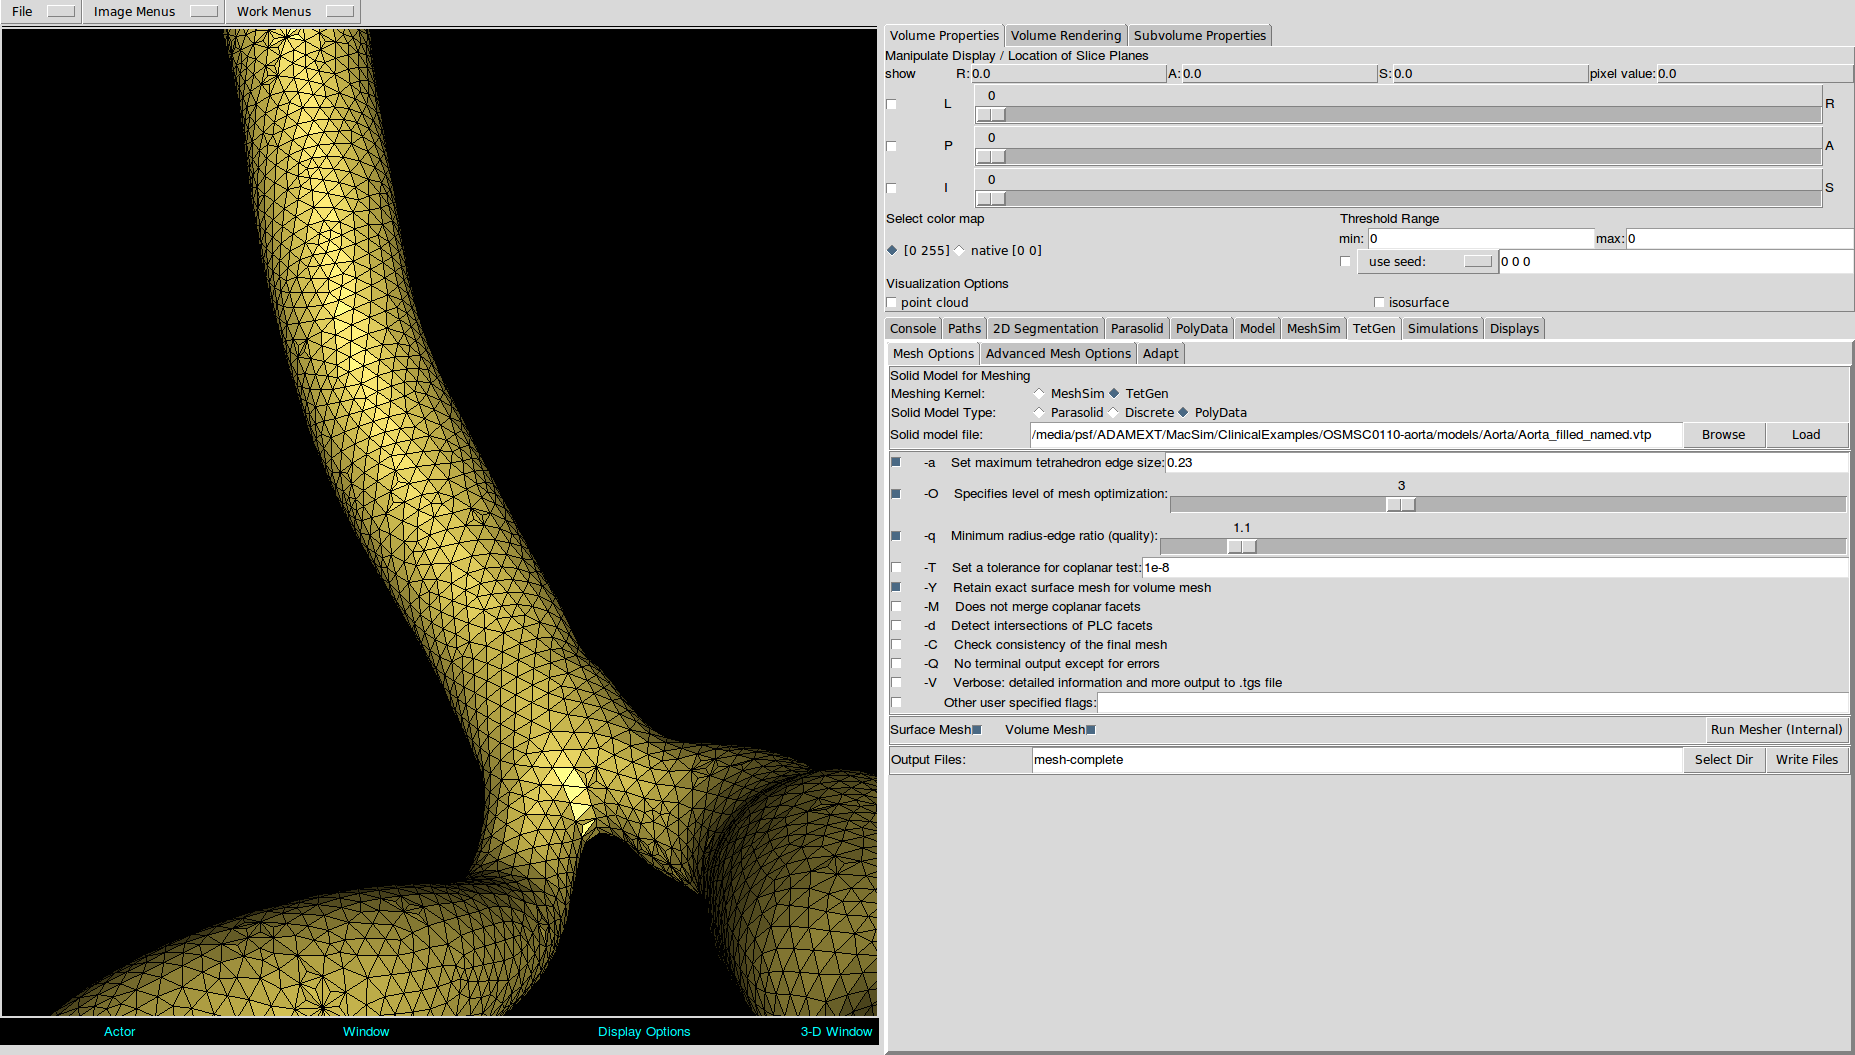 File Image Menus Work Menus
Volume Properties Volume Rendering Subvolume Properties
Manipulate Display / Location of Slice Planes
show R: 0.0 A: 0.0 S: 0.0 pixel value: 0.0
0
L R
0
P A
0
I S
Select color map Threshold Range
min: 0 max: 0
[0 255] native [0 0]
use seed: 0 0 0
Visualization Options
point cloud isosurface
Console Paths 2D Segmentation Parasolid PolyData Model MeshSim TetGen Simulations Displays
Mesh Options Advanced Mesh Options Adapt
Solid Model for Meshing
Meshing Kernel: MeshSim TetGen
Solid Model Type: Parasolid Discrete PolyData
Solid model file: /media/psf/ADAMEXT/MacSim/ClinicalExamples/OSMSC0110-aorta/models/Aorta/Aorta_filled_named.vtp Browse Load
-a Set maximum tetrahedron edge size: 0.23
3
-O Specifies level of mesh optimization:
1.1
-q Minimum radius-edge ratio (quality):
-T Set a tolerance for coplanar test: 1e-8
-Y Retain exact surface mesh for volume mesh
-M Does not merge coplanar facets
-d Detect intersections of PLC facets
-C Check consistency of the final mesh
-Q No terminal output except for errors
-V Verbose: detailed information and more output to .tgs file
Other user specified flags:
Surface Mesh Volume Mesh Run Mesher (Internal)
Output Files: mesh-complete Select Dir Write Files
Actor Window Display Options 3-D Window